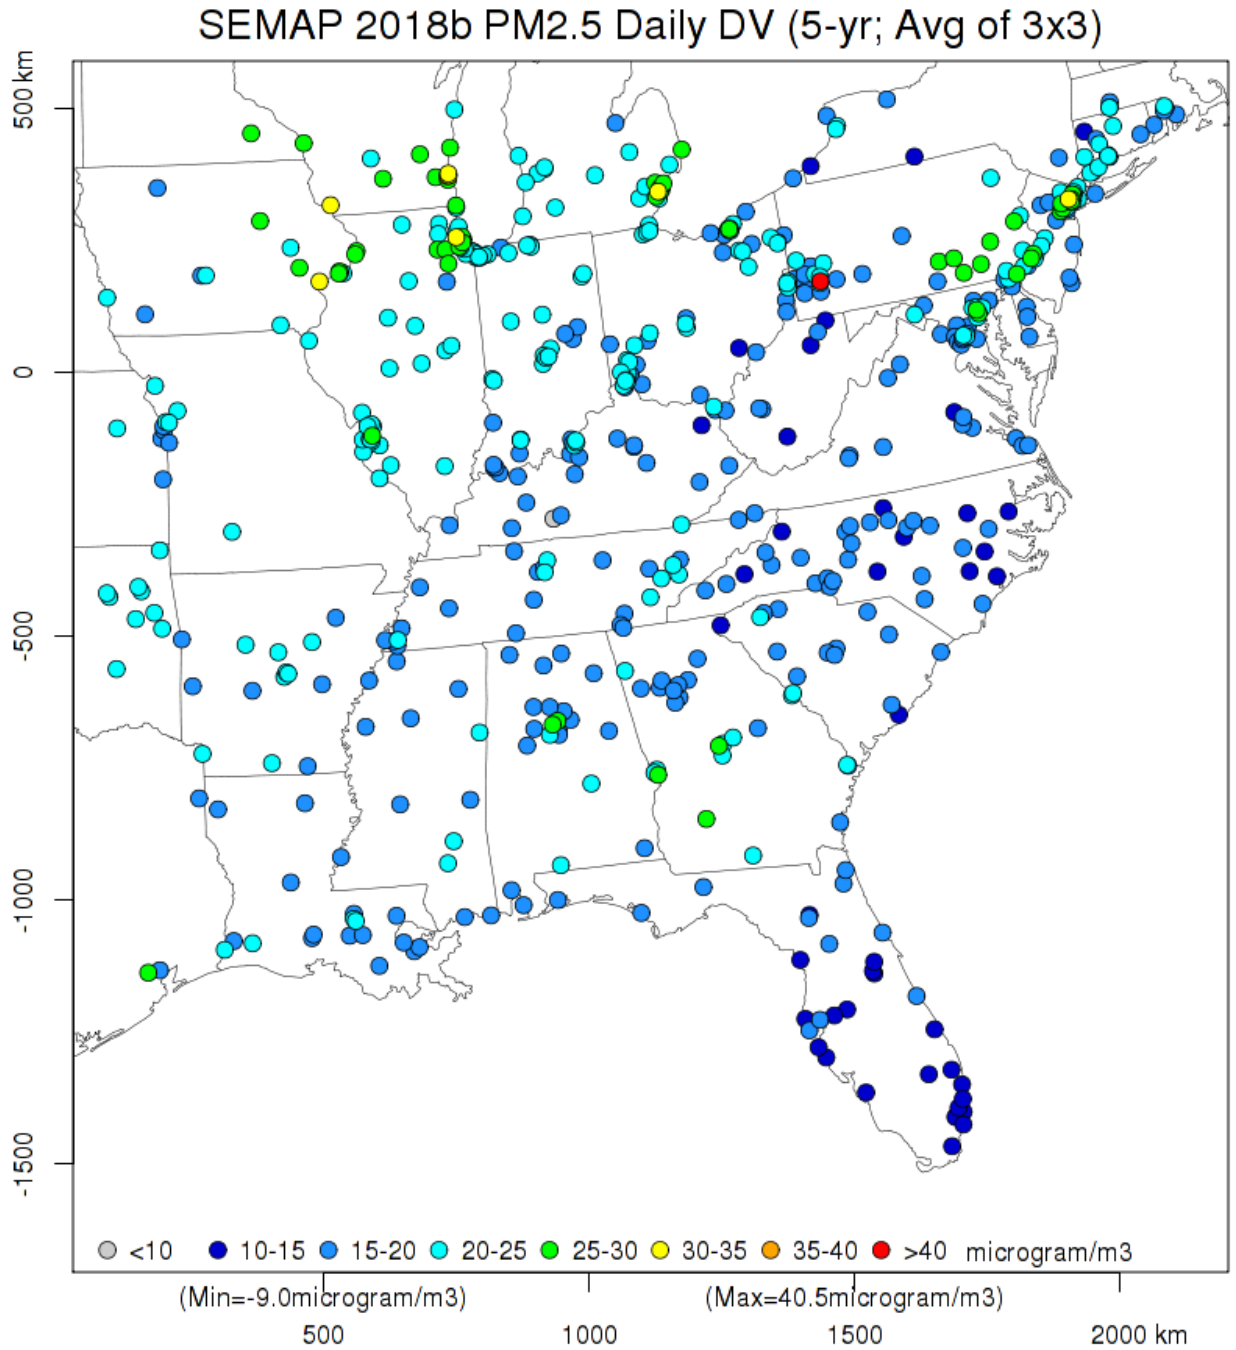 SEMAP 2018b PM2.5 Daily DV (5-yr; Avg of 3x3)
500 km
0
-500
-1000
-1500
<10 10-15 15-20 20-25 25-30 30-35 35-40 >40 microgram/m3
(Min=-9.0microgram/m3) (Max=40.5microgram/m3)
500 1000 1500 2000 km